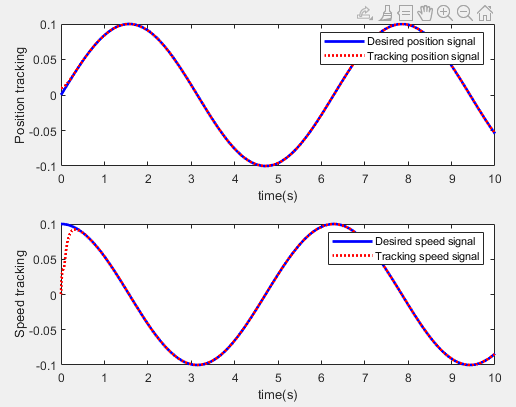 0.1
0.05
0
-0.05
-0.1
Position tracking
Desired position signal
Tracking position signal
0 1 2 3 4 5 6 7 8 9 10
time(s)
0.1
0.05
0
-0.05
-0.1
Speed tracking
Desired speed signal
Tracking speed signal
0 1 2 3 4 5 6 7 8 9 10
time(s)